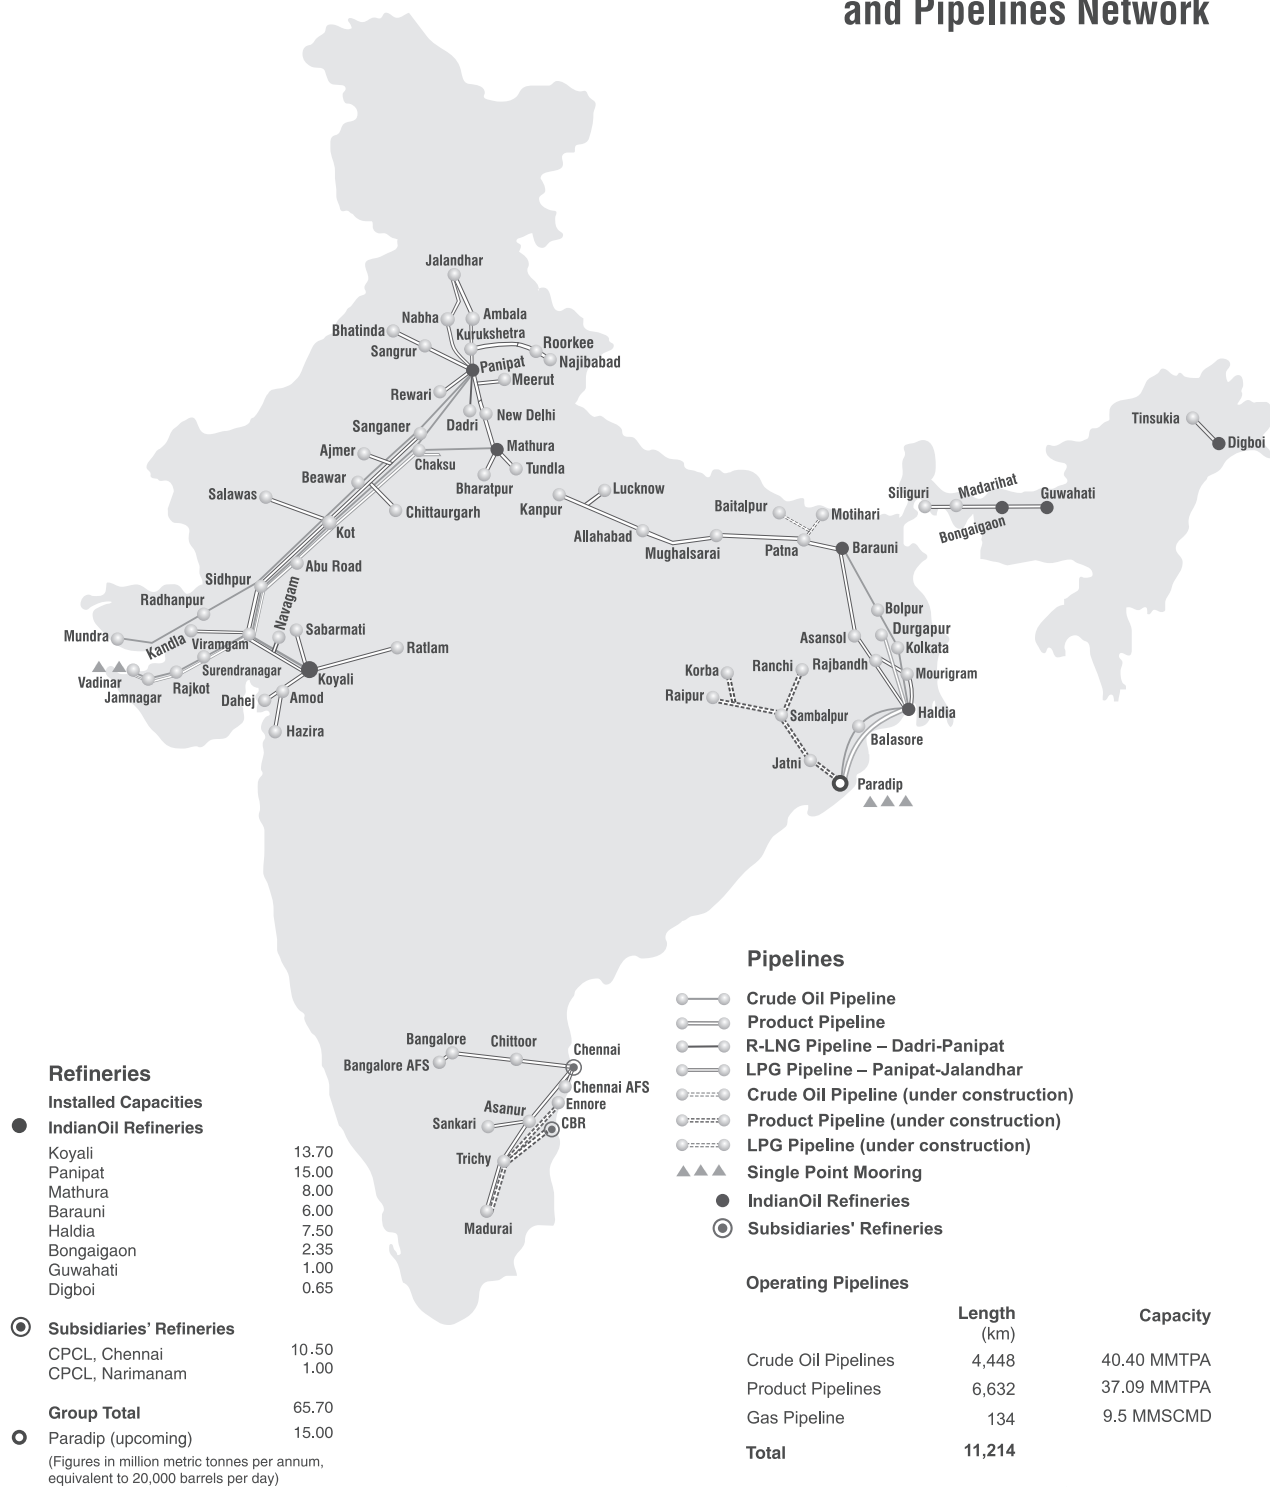 and Pipelines Network
Jalandhar
Nabha
Ambala
Bhatinda
Kurukshetra
Sangrur
Roorkee
Najibabad
Panipat
Meerut
Rewari
Dadri
New Delhi
Sanganer
Mathura
Ajmer
Chaksu
Tundla
Beawar
Bharatpur
Salawas
Chittaurgarh
Kot
Kanpur
Lucknow
Allahabad
Mughalsarai
Baitalpur
Motihari
Patna
Barauni
Tinsukia
Digboi
Siliguri
Madarihat
Guwahati
Bongaigaon
Sidhpur
Abu Road
Radhanpur
Navagam
Mundra
Kandla
Viramgam
Sabarmati
Ratlam
Vadinar
Jamnagar
Rajkot
Surendranagar
Koyali
Dahej
Amod
Hazira
Bolpur
Durgapur
Asansol
Kolkata
Korba
Ranchi
Rajbandh
Mourigram
Raipur
Sambalpur
Haldia
Balasore
Jatni
Paradip
Bangalore
Chittoor
Chennai
Bangalore AFS
Chennai AFS
Ennore
Asanur
Sankari
CBR
Trichy
Madurai
Pipelines
Crude Oil Pipeline
Product Pipeline
R-LNG Pipeline – Dadri-Panipat
LPG Pipeline – Panipat-Jalandhar
Crude Oil Pipeline (under construction)
Product Pipeline (under construction)
LPG Pipeline (under construction)
Single Point Mooring
IndianOil Refineries
Subsidiaries' Refineries
Refineries
Installed Capacities
IndianOil Refineries
Koyali 13.70
Panipat 15.00
Mathura 8.00
Barauni 6.00
Haldia 7.50
Bongaigaon 2.35
Guwahati 1.00
Digboi 0.65
Subsidiaries’ Refineries
CPCL, Chennai 10.50
CPCL, Narimanam 1.00
Group Total 65.70
Paradip (upcoming) 15.00
(Figures in million metric tonnes per annum,
equivalent to 20,000 barrels per day)
Operating Pipelines
Length Capacity
(km)
Crude Oil Pipelines 4,448 40.40 MMTPA
Product Pipelines 6,632 37.09 MMTPA
Gas Pipeline 134 9.5 MMSCMD
Total 11,214